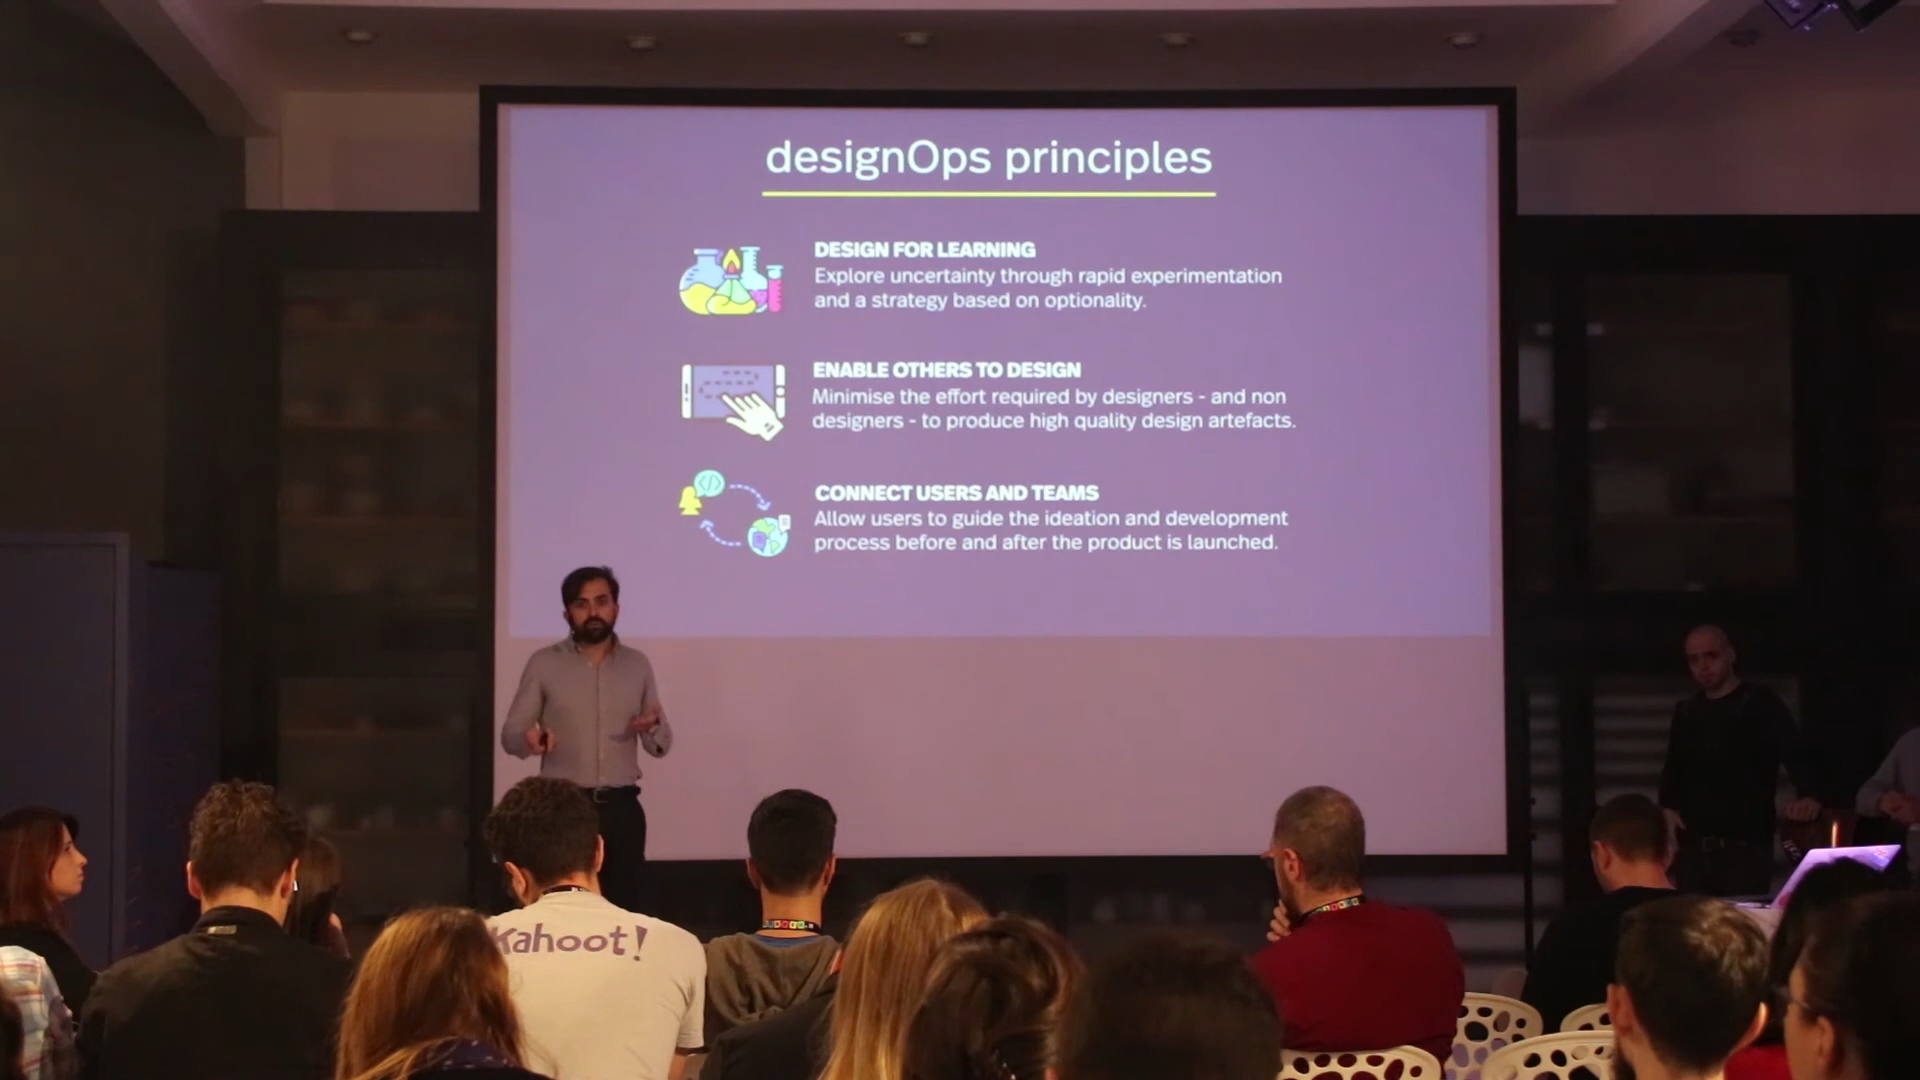 designOps principles
DESIGN FOR LEARNING
Explore uncertainty through rapid experimentation
and a strategy based on optionality.
ENABLE OTHERS TO DESIGN
Minimise the effort required by designers - and non
designers - to produce high quality design artefacts.
CONNECT USERS AND TEAMS
Allow users to guide the ideation and development
process before and after the product is launched.
Kahoot!